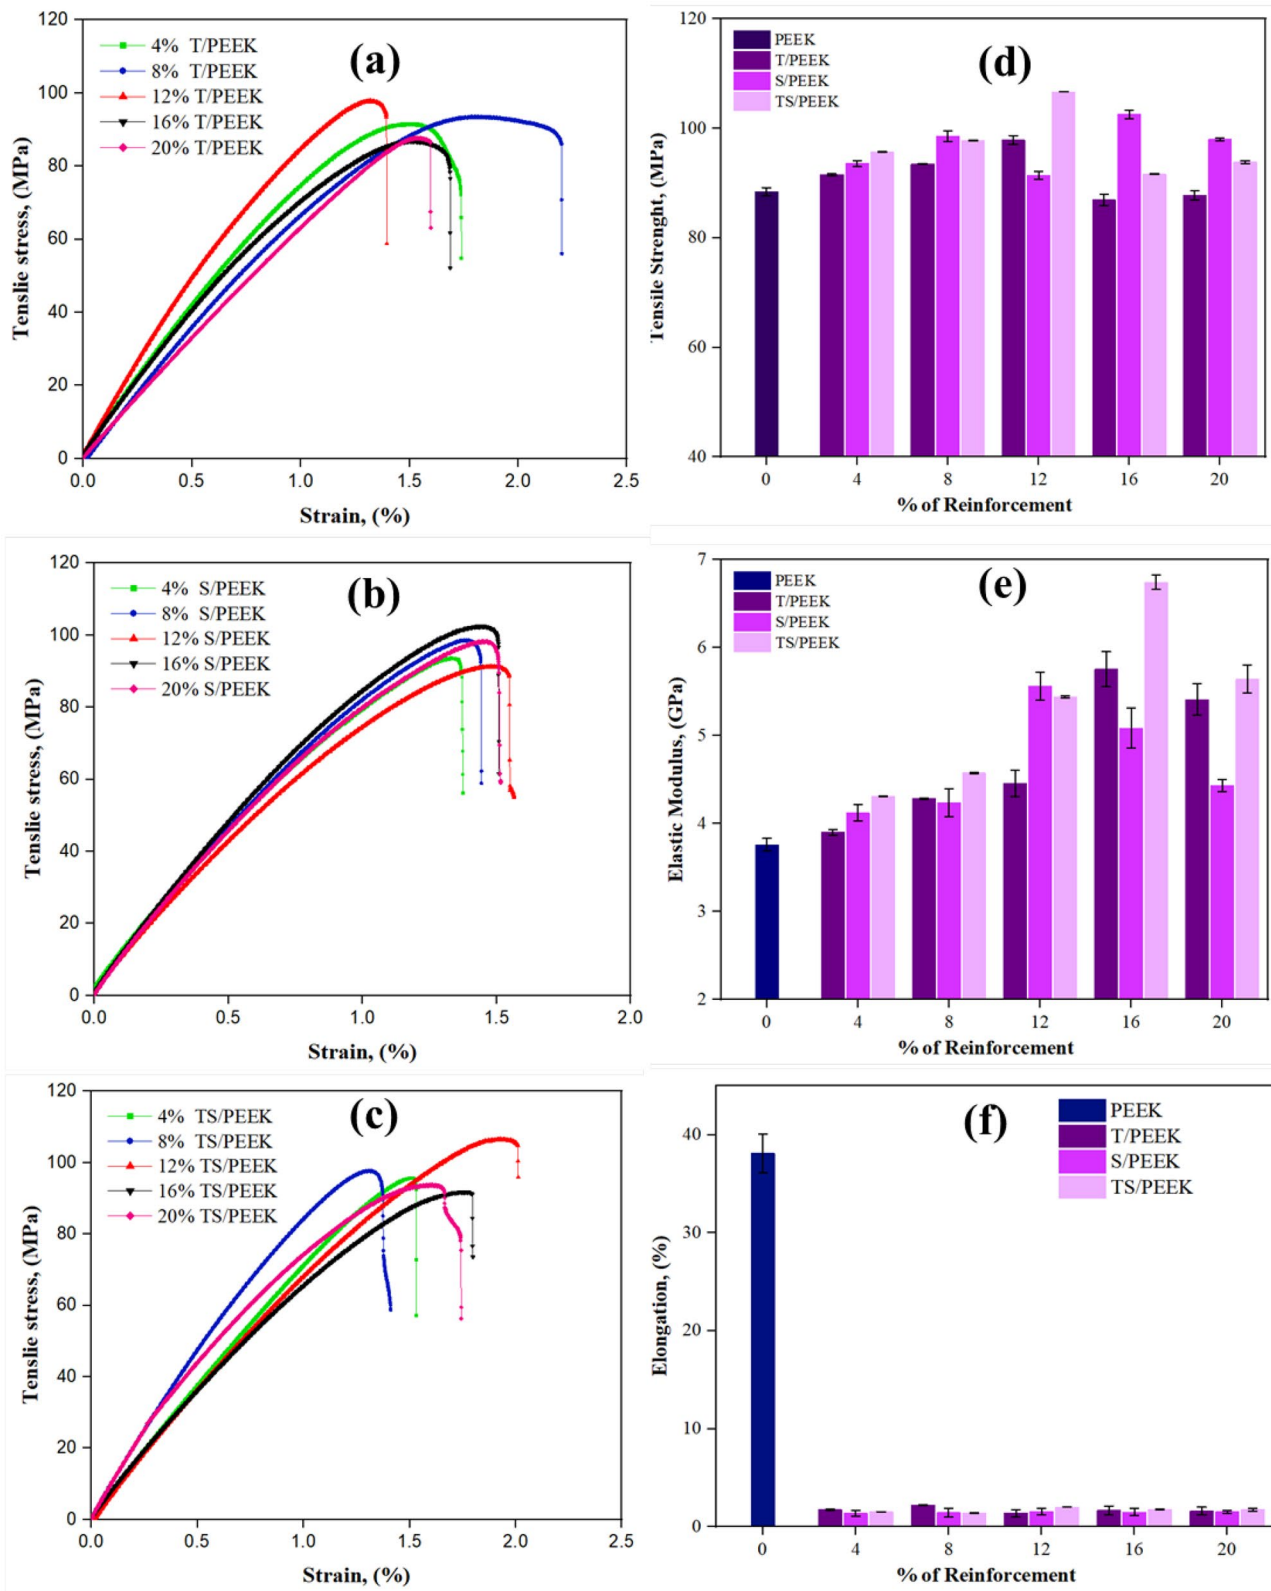 (a)
4% T/PEEK
8% T/PEEK
12% T/PEEK
16% T/PEEK
20% T/PEEK
Tenslie stress, (MPa)
120
100
80
60
40
20
0
0.0 0.5 1.0 1.5 2.0 2.5
Strain, (%)
(d)
PEEK
T/PEEK
S/PEEK
TS/PEEK
Tensile Strenght, (MPa)
120
100
80
60
40
0 4 8 12 16 20
% of Reinforcement
(b)
4% S/PEEK
8% S/PEEK
12% S/PEEK
16% S/PEEK
20% S/PEEK
Tenslie stress, (MPa)
120
100
80
60
40
20
0
0.0 0.5 1.0 1.5 2.0
Strain, (%)
(e)
PEEK
T/PEEK
S/PEEK
TS/PEEK
Elastic Modulus, (GPa)
7
6
5
4
3
2
0 4 8 12 16 20
% of Reinforcement
(c)
4% TS/PEEK
8% TS/PEEK
12% TS/PEEK
16% TS/PEEK
20% TS/PEEK
Tenslie stress, (MPa)
120
100
80
60
40
20
0
0.0 0.5 1.0 1.5 2.0 2.5
Strain, (%)
(f)
PEEK
T/PEEK
S/PEEK
TS/PEEK
Elongation, (%)
40
30
20
10
0
0 4 8 12 16 20
% of Reinforcement